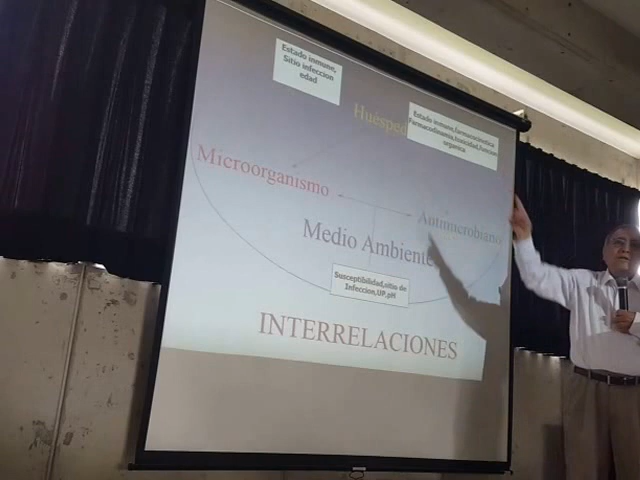 Estado inmune,
Sitio infeccion
edad
Huésped
Estado inmune,farmacocinetica
Farmacodinamia,toxicidad,Funcion
organica
Microorganismo
Antimicrobiano
Medio Ambiente
Susceptibilidad,sitio de
Infeccion,UP,pH
INTERRELACIONES